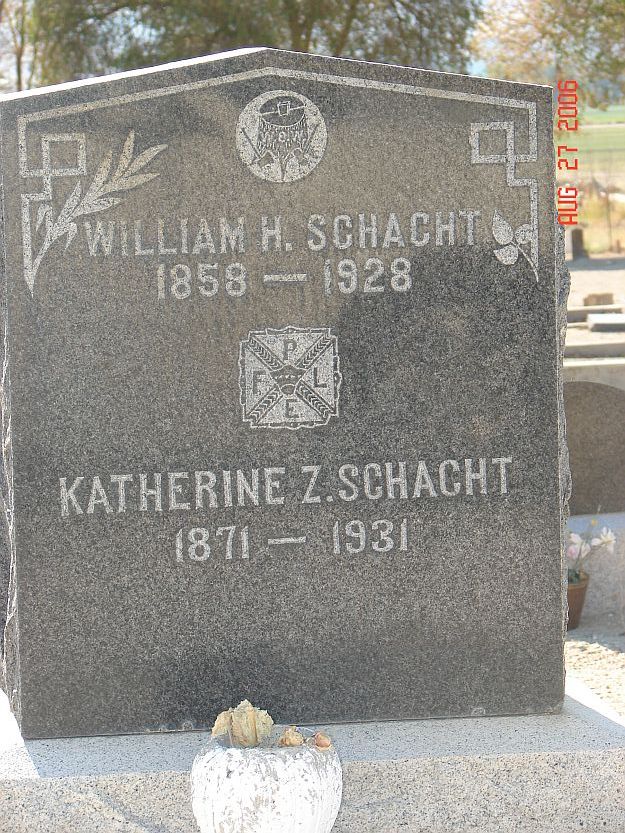 WILLIAM H. SCHACHT
1858 — 1928
P
F L
E
KATHERINE Z. SCHACHT
1871 — 1931
AUG 27 2006